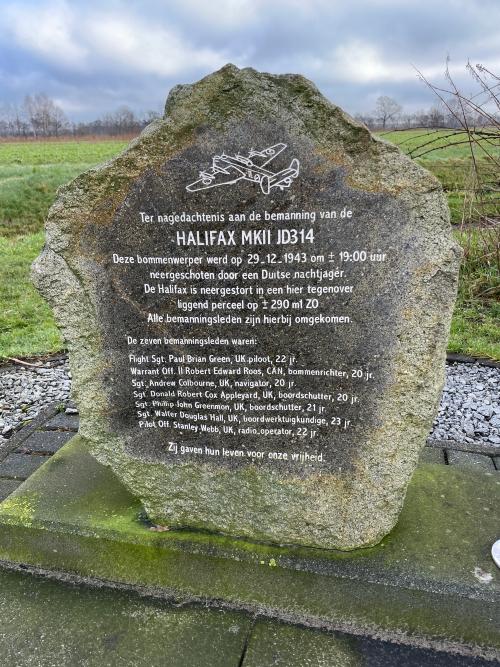 Ter nagedachtenis aan de bemanning van de
HALIFAX MKII JD314
Deze bommenwerper werd op 29.12.1943 om ± 19:00 uur
neergeschoten door een Duitse nachtjager.
De Halifax is neergestort in een hier tegenover
liggend perceel op ± 290 mt ZO
Alle bemanningsleden zijn hierbij omgekomen.
De zeven bemanningsleden waren:
Flight Sgt. Paul Brian Green, UK, piloot, 22 jr.
Warrant Off. II Robert Edward Roos, CAN, bommenrichter, 20 jr.
Sgt. Andrew Colbourne, UK, navigator, 20 jr.
Sgt. Donald Robert Cox Appleyard, UK, boordschutter, 20 jr.
Sgt. Phillip John Greenmon, UK, boordschutter, 21 jr
Sgt. Walter Douglas Hall, UK, boordwerktuigkundige, 23 jr.
Pilot Off. Stanley Webb, UK, radio operator, 22 jr.
Zij gaven hun leven voor onze vrijheid.